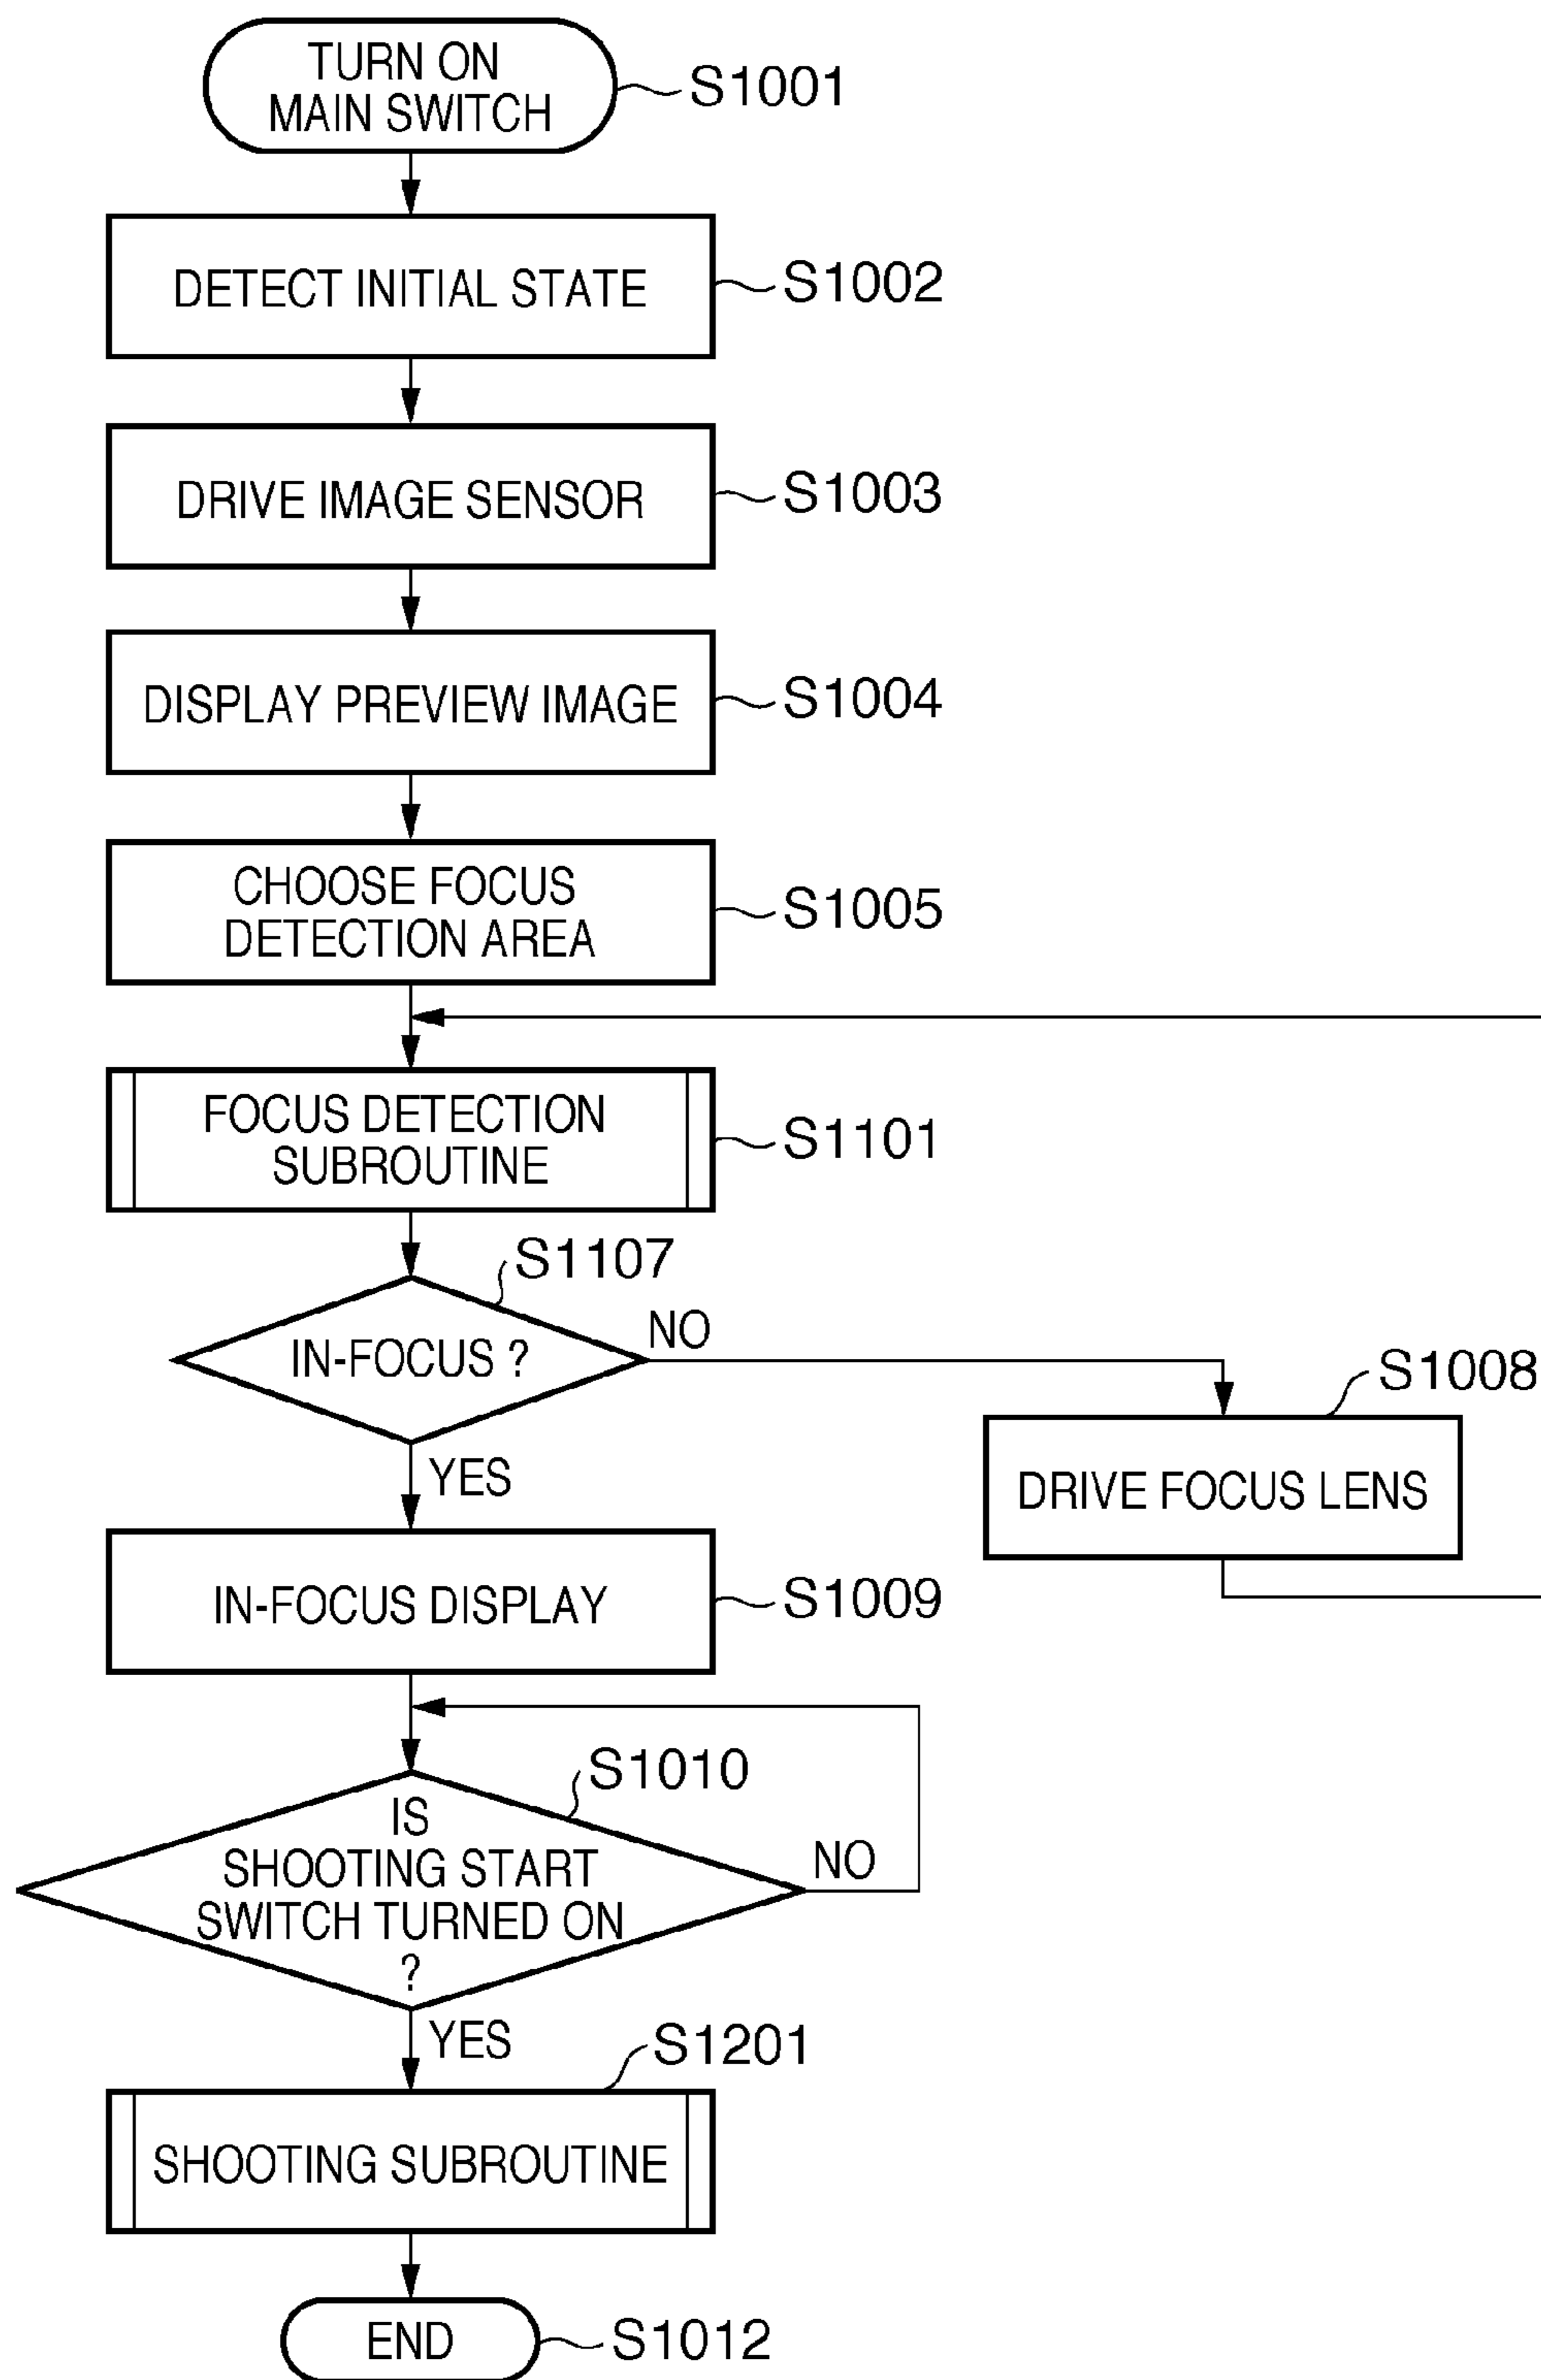 TURN ON
MAIN SWITCH
S1001
DETECT INITIAL STATE
S1002
DRIVE IMAGE SENSOR
S1003
DISPLAY PREVIEW IMAGE
S1004
CHOOSE FOCUS
DETECTION AREA
S1005
FOCUS DETECTION
SUBROUTINE
S1101
S1107
IN-FOCUS ?
NO
YES
S1008
DRIVE FOCUS LENS
IN-FOCUS DISPLAY
S1009
S1010
IS
SHOOTING START
SWITCH TURNED ON
?
NO
YES
S1201
SHOOTING SUBROUTINE
END
S1012